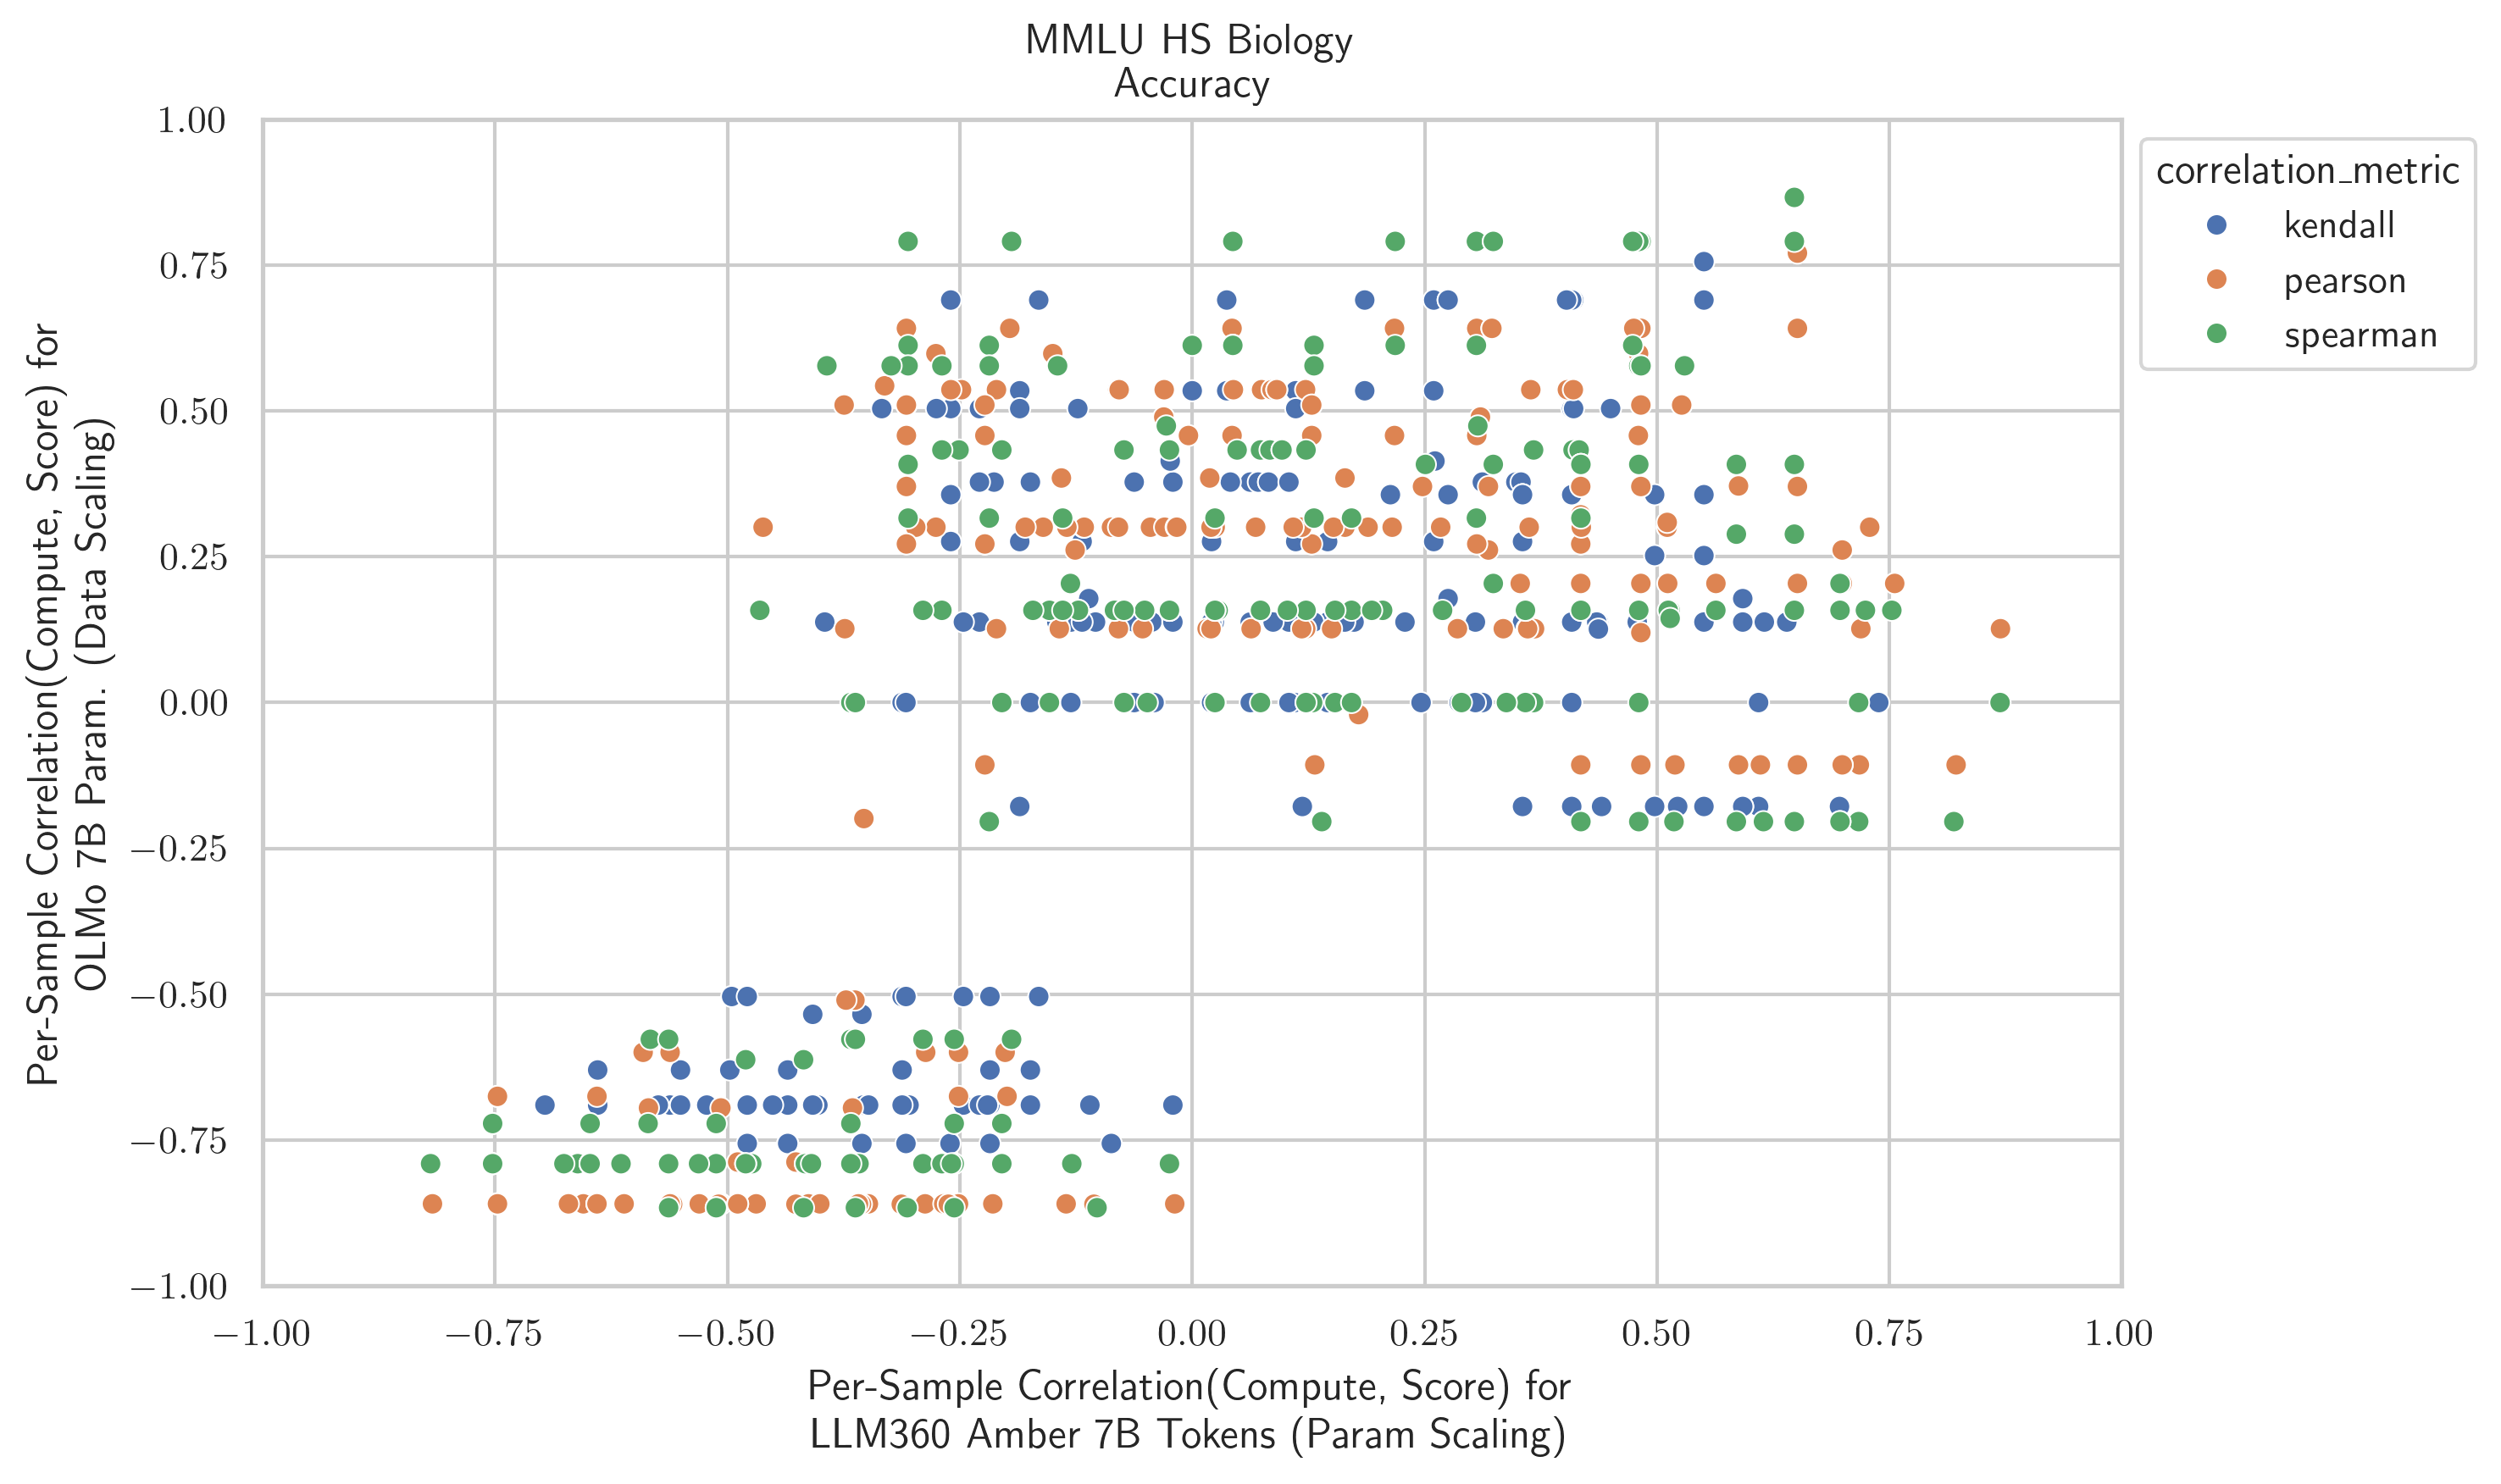 MMLU HS Biology
Accuracy
Per-Sample Correlation(Compute, Score) for
OLMo 7B Param. (Data Scaling)
1.00
0.75
0.50
0.25
0.00
−0.25
−0.50
−0.75
−1.00
−1.00 −0.75 −0.50 −0.25 0.00 0.25 0.50 0.75 1.00
Per-Sample Correlation(Compute, Score) for
LLM360 Amber 7B Tokens (Param Scaling)
correlation_metric
kendall
pearson
spearman